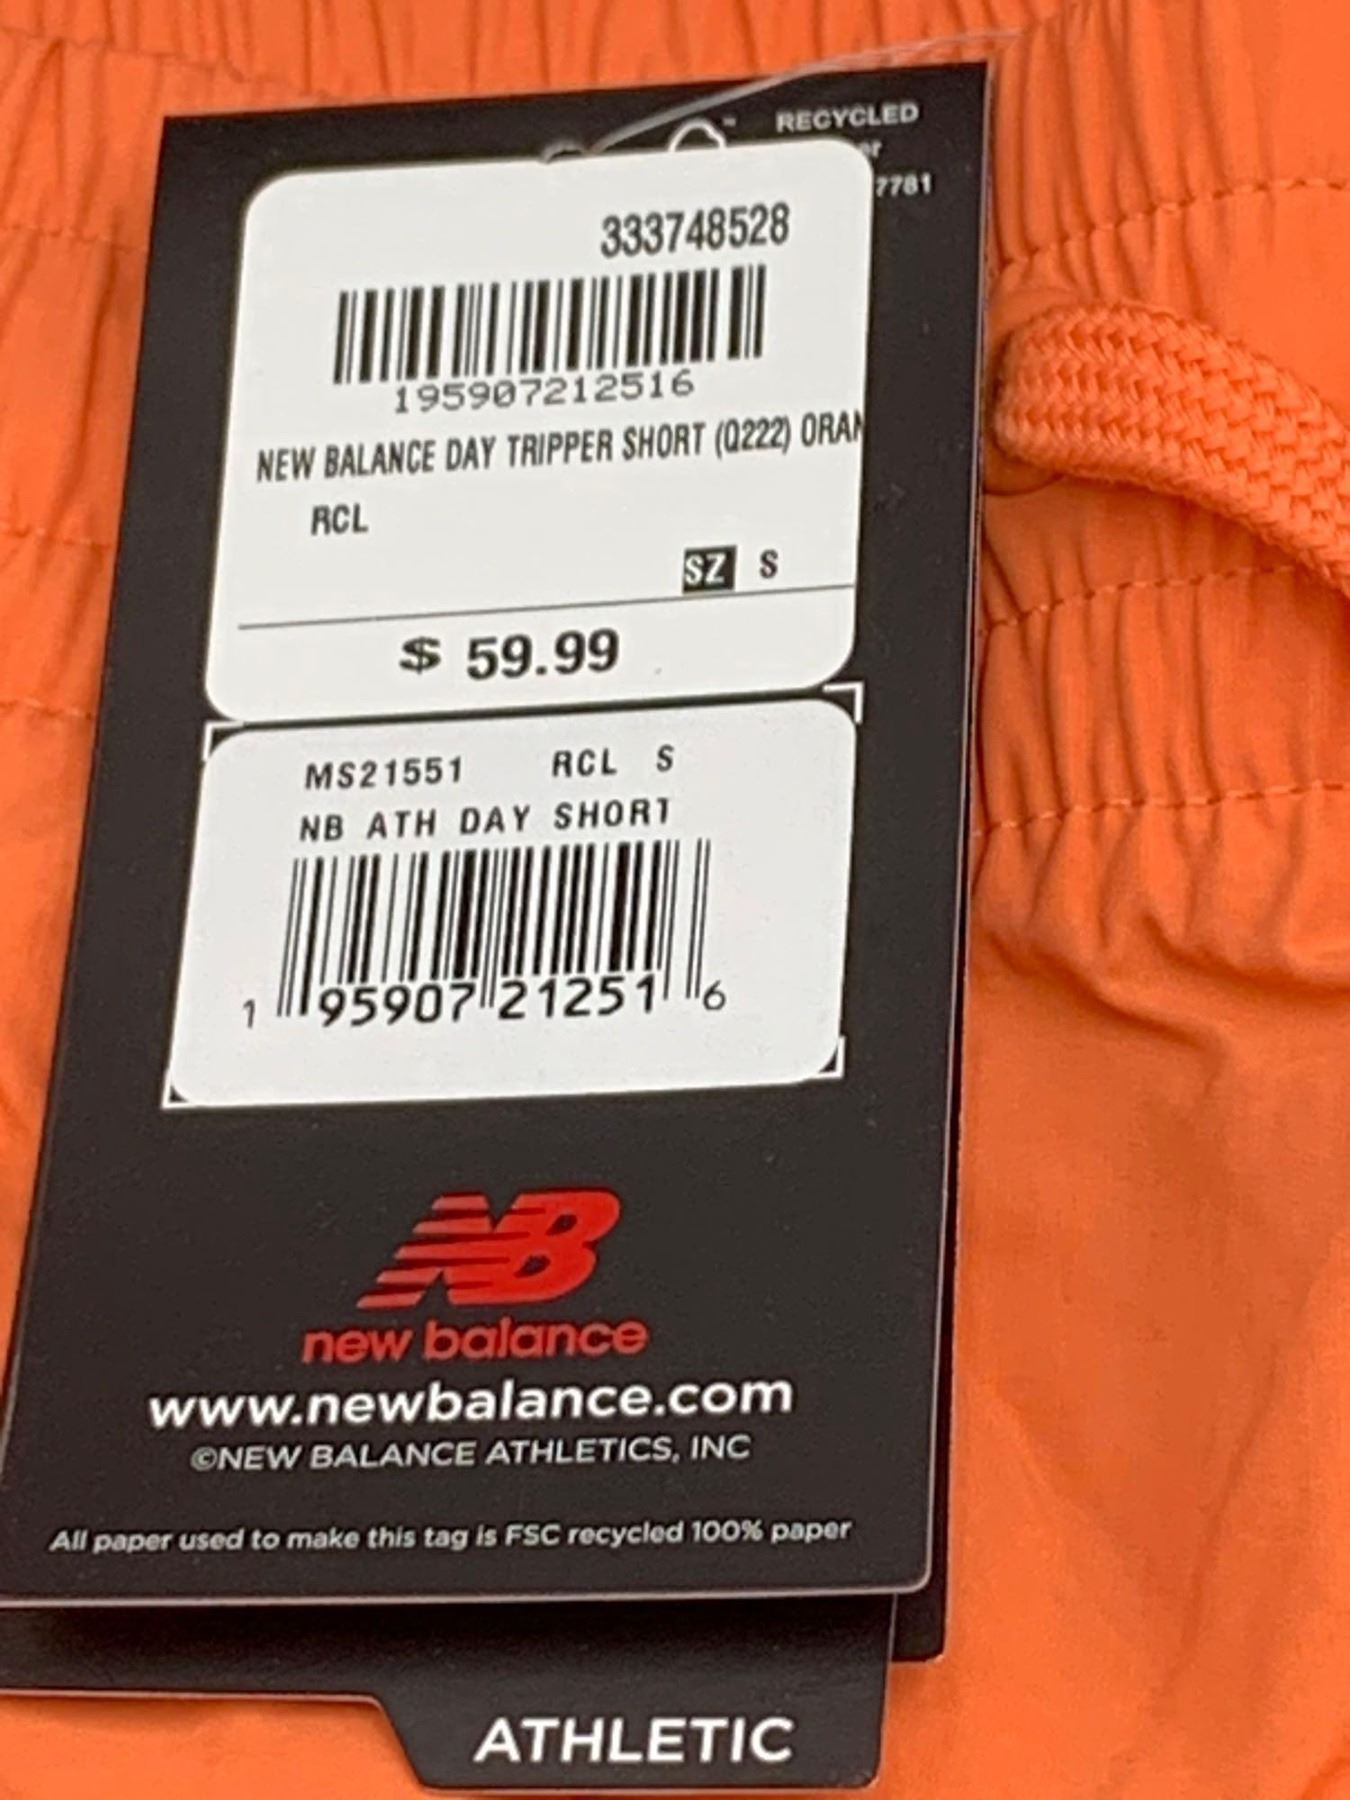 RECYCLED
7781
333748528
195907212516
NEW BALANCE DAY TRIPPER SHORT (Q222) ORAN
RCL
SZ S
$ 59.99
MS21551 RCL S
NB ATH DAY SHORT
1 95907 21251 6
NB
new balance
www.newbalance.com
©NEW BALANCE ATHLETICS, INC
All paper used to make this tag is FSC recycled 100% paper
ATHLETIC